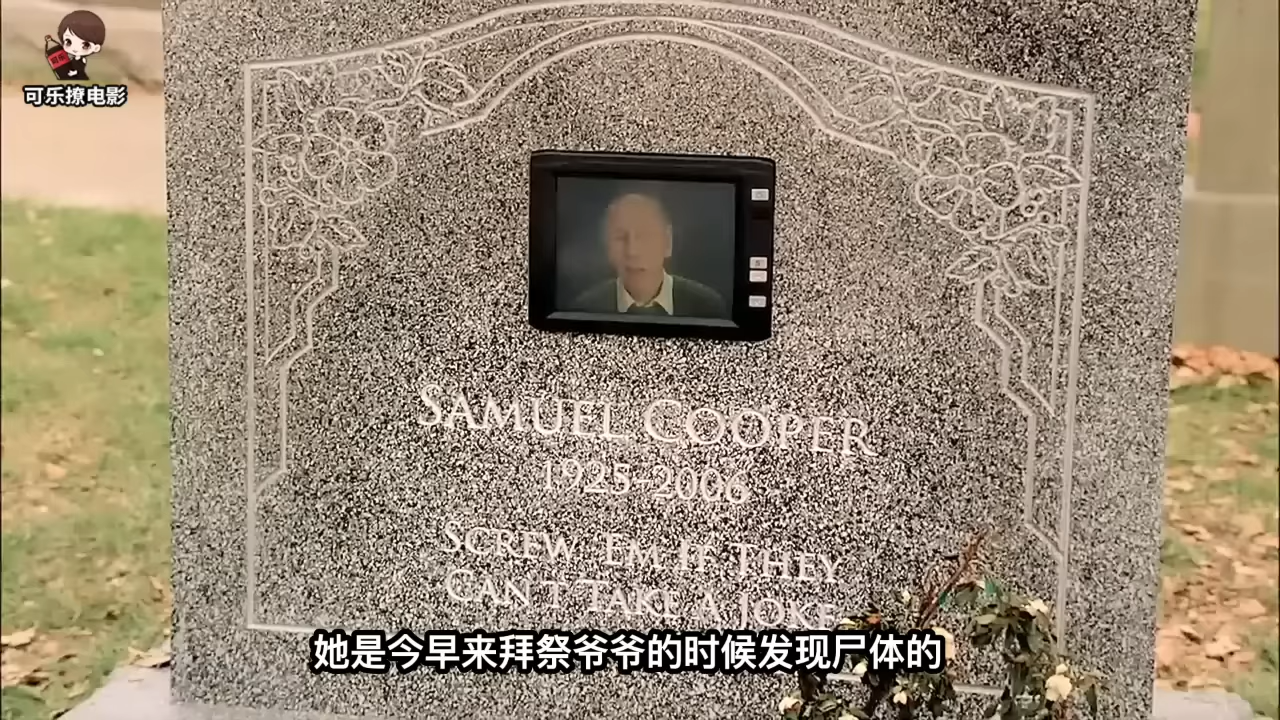 可乐撩电影
SAMUEL COOPER
1925-2006
SCREW 'EM IF THEY
CAN'T TAKE A JOKE
她是今早来拜祭爷爷的时候发现尸体的